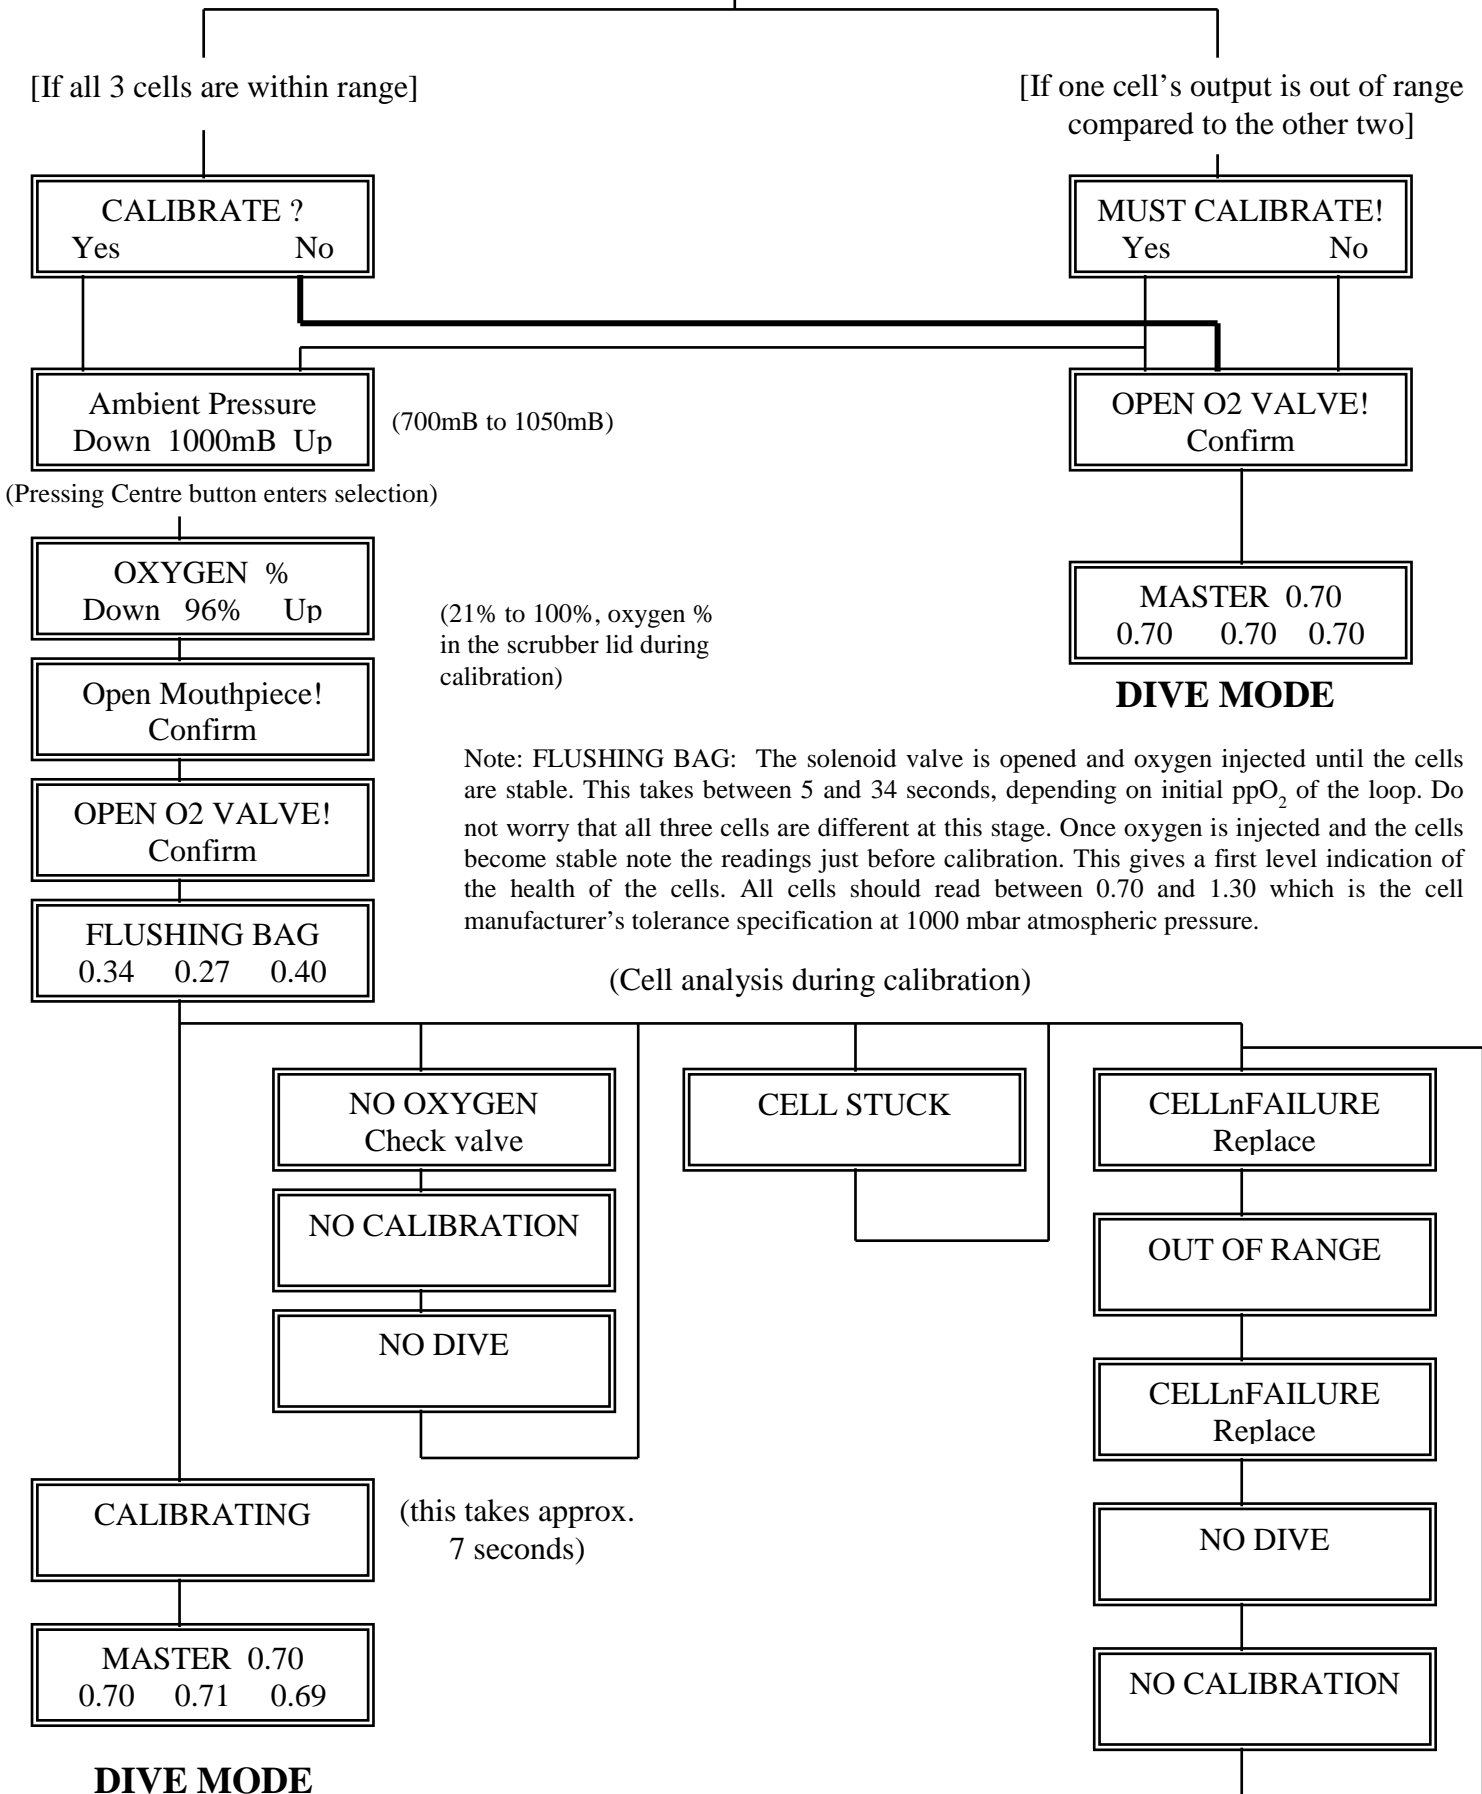 [If all 3 cells are within range]
[If one cell’s output is out of range
compared to the other two]
CALIBRATE ?
Yes No
MUST CALIBRATE!
Yes No
Ambient Pressure
Down 1000mB Up
(700mB to 1050mB)
OPEN O2 VALVE!
Confirm
(Pressing Centre button enters selection)
OXYGEN %
Down 96% Up
(21% to 100%, oxygen %
in the scrubber lid during
calibration)
MASTER 0.70
0.70 0.70 0.70
DIVE MODE
Open Mouthpiece!
Confirm
OPEN O2 VALVE!
Confirm
FLUSHING BAG
0.34 0.27 0.40
Note: FLUSHING BAG: The solenoid valve is opened and oxygen injected until the cells
are stable. This takes between 5 and 34 seconds, depending on initial ppO2 of the loop. Do
not worry that all three cells are different at this stage. Once oxygen is injected and the cells
become stable note the readings just before calibration. This gives a first level indication of
the health of the cells. All cells should read between 0.70 and 1.30 which is the cell
manufacturer’s tolerance specification at 1000 mbar atmospheric pressure.
(Cell analysis during calibration)
NO OXYGEN
Check valve
NO CALIBRATION
NO DIVE
CELL STUCK
CELLnFAILURE
Replace
OUT OF RANGE
CELLnFAILURE
Replace
NO DIVE
NO CALIBRATION
CALIBRATING
(this takes approx.
7 seconds)
MASTER 0.70
0.70 0.71 0.69
DIVE MODE